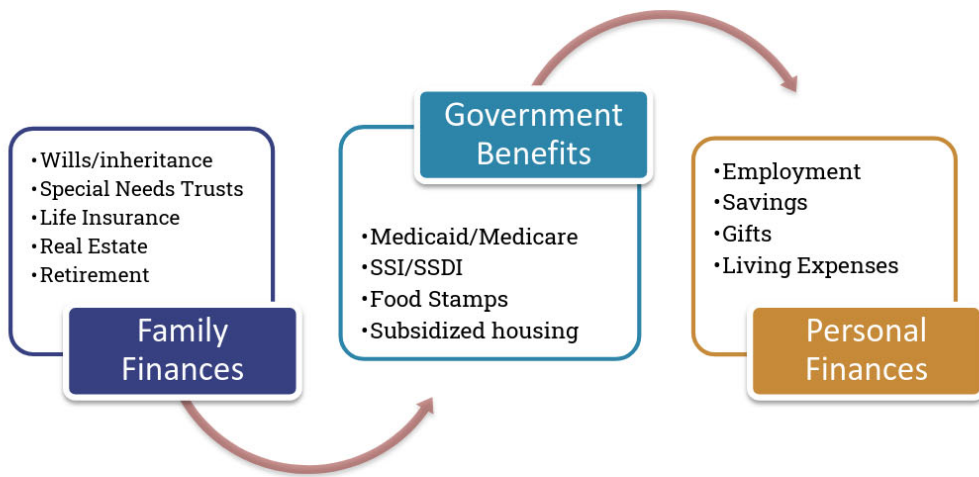 •Wills/inheritance
•Special Needs Trusts
•Life Insurance
•Real Estate
•Retirement
Family
Finances
Government
Benefits
•Medicaid/Medicare
•SSI/SSDI
•Food Stamps
•Subsidized housing
•Employment
•Savings
•Gifts
•Living Expenses
Personal
Finances